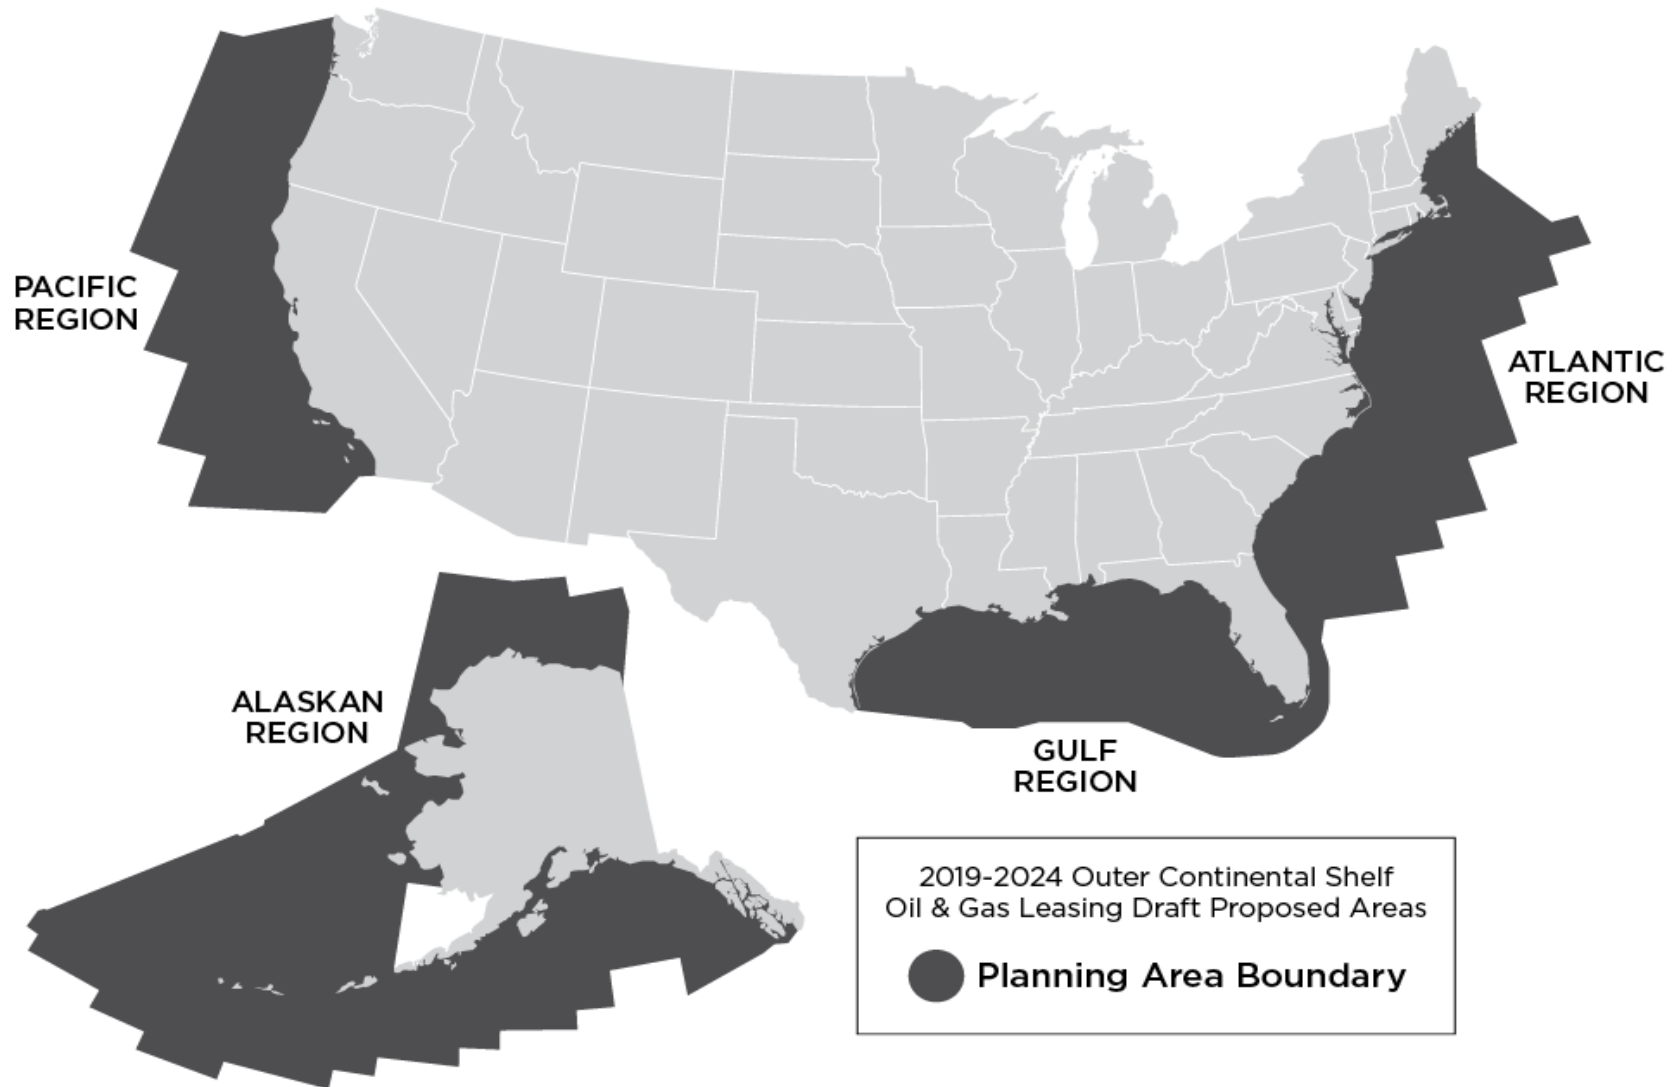 PACIFIC
REGION
ATLANTIC
REGION
ALASKAN
REGION
GULF
REGION
2019-2024 Outer Continental Shelf
Oil & Gas Leasing Draft Proposed Areas
Planning Area Boundary